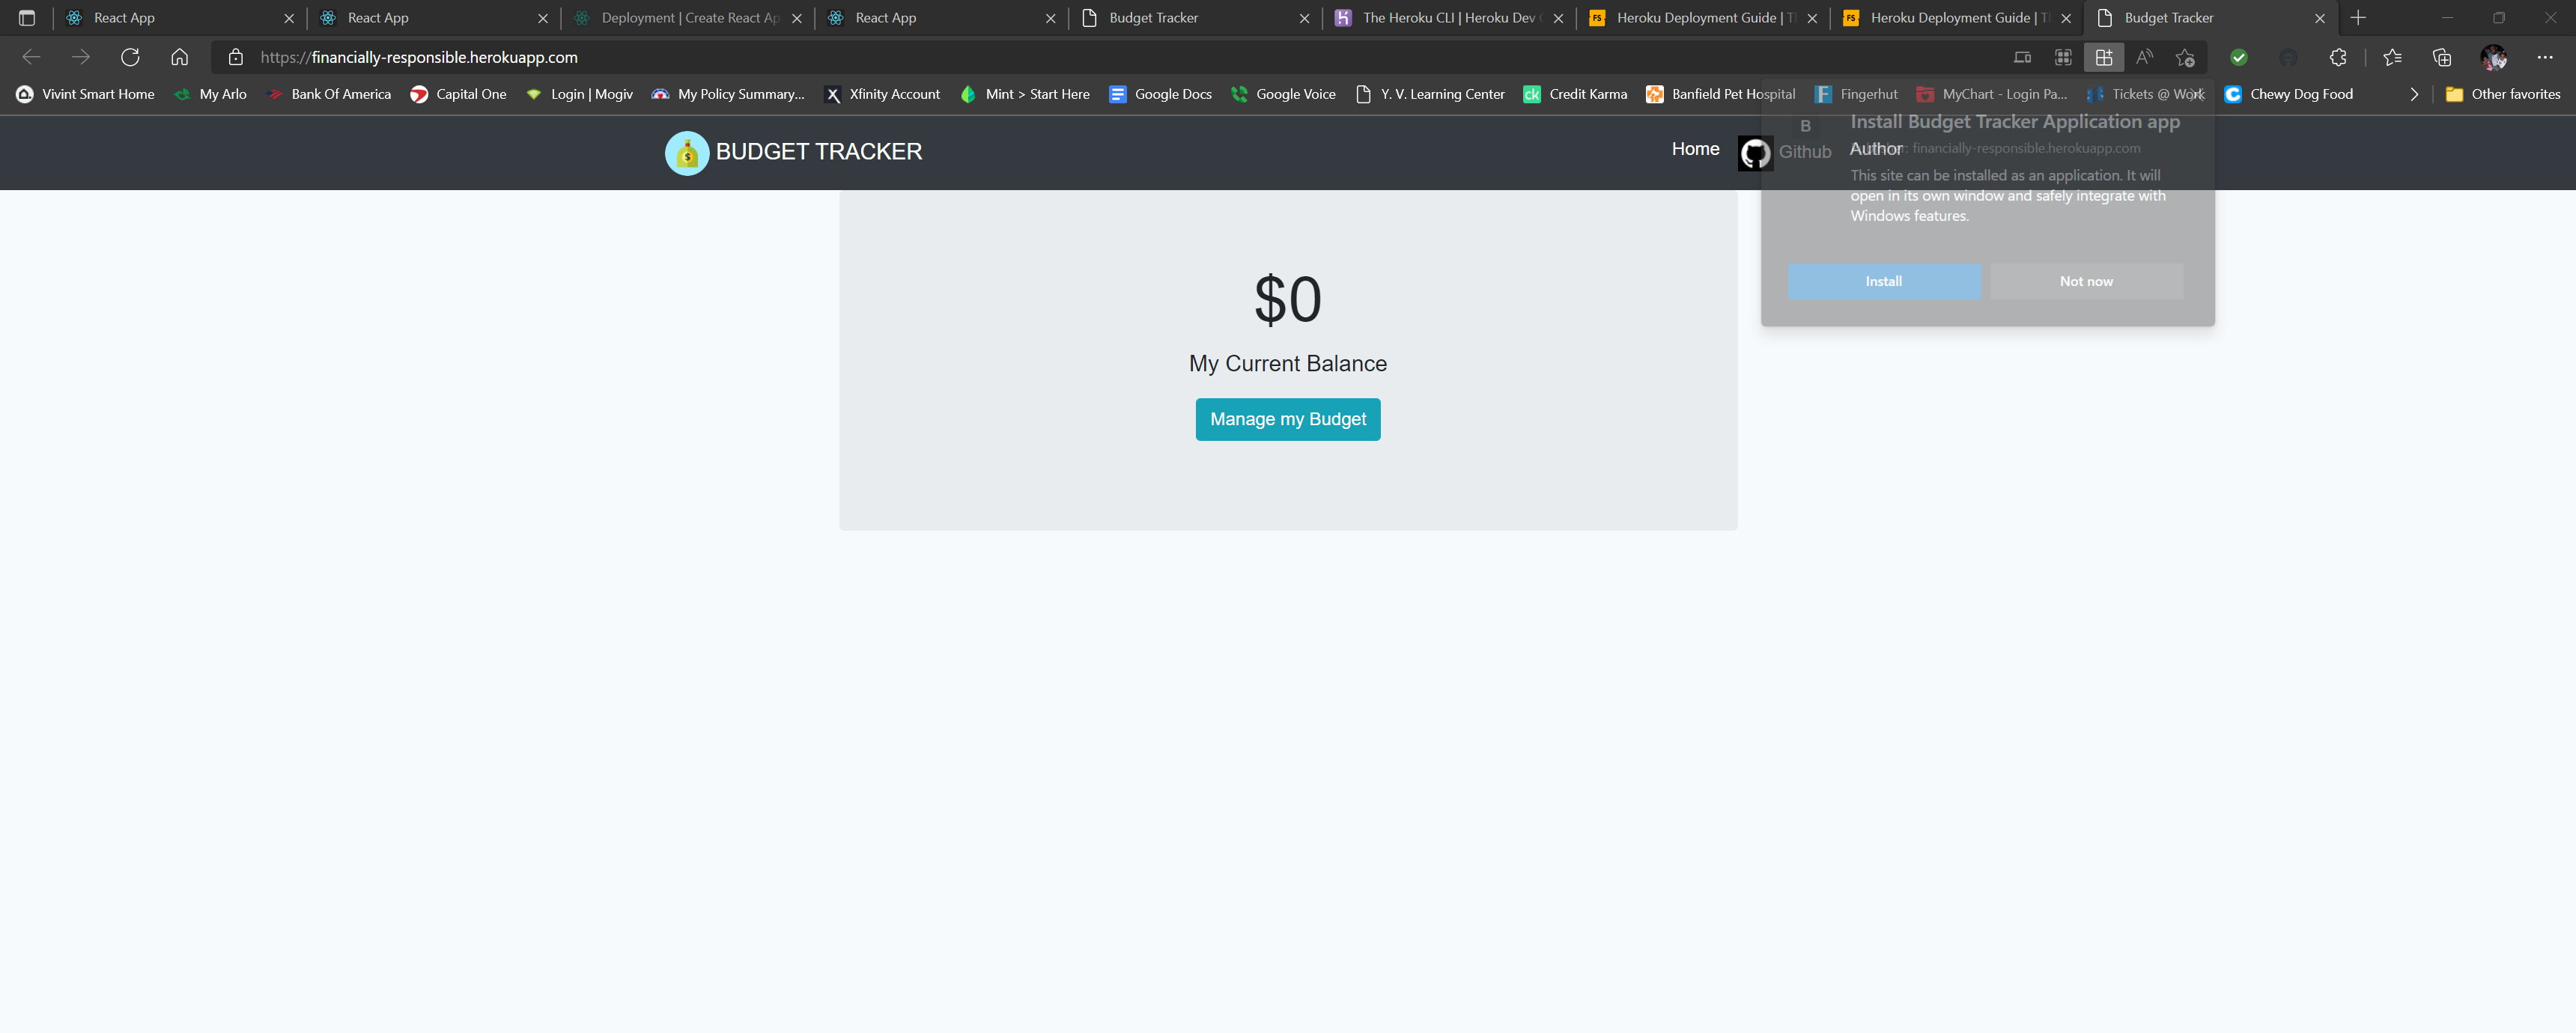 React App
React App
Deployment | Create React Ap
React App
Budget Tracker
The Heroku CLI | Heroku Dev
Heroku Deployment Guide | T
Heroku Deployment Guide | T
Budget Tracker
https://financially-responsible.herokuapp.com
Vivint Smart Home
My Arlo
Bank Of America
Capital One
Login | Mogiv
My Policy Summary...
Xfinity Account
Mint > Start Here
Google Docs
Google Voice
Y. V. Learning Center
Credit Karma
Banfield Pet Hospital
Fingerhut
MyChart - Login Pa...
Tickets @ Work
Chewy Dog Food
Other favorites
BUDGET TRACKER
Home
Github
Author
B
Install Budget Tracker Application app
financially-responsible.herokuapp.com
This site can be installed as an application. It will
open in its own window and safely integrate with
Windows features.
Install
Not now
$0
My Current Balance
Manage my Budget